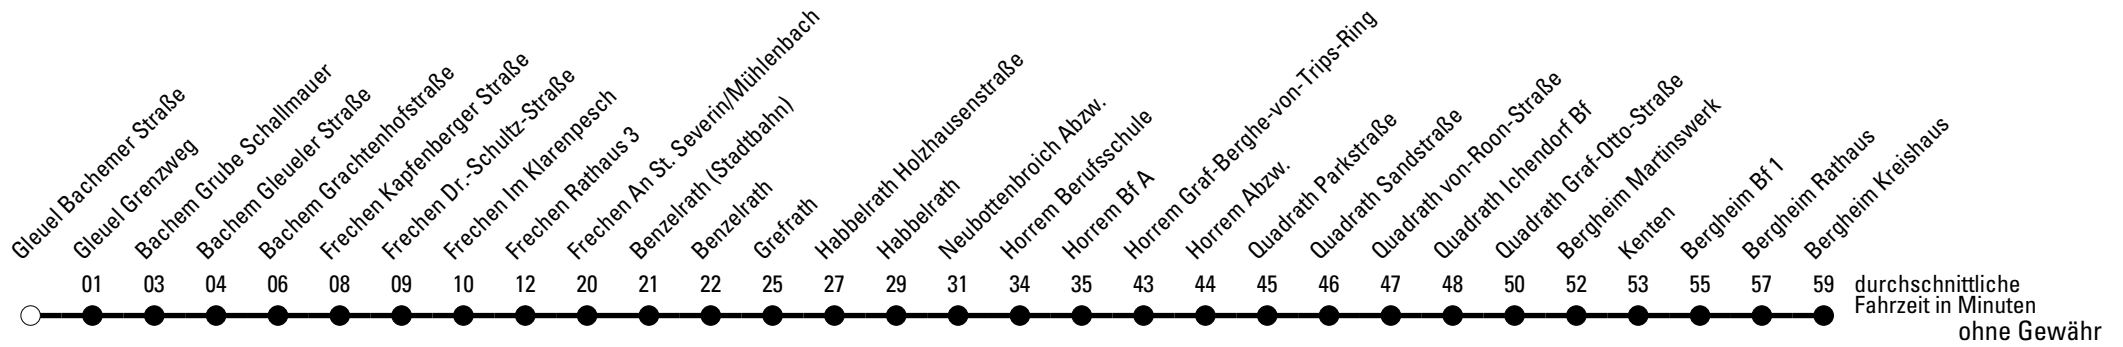 Gleuel Bachemer Straße
Gleuel Grenzweg
Bachem Grube Schallmauer
Bachem Gleueler Straße
Bachem Grachtenhofstraße
Frechen Kapfenberger Straße
Frechen Dr.-Schultz-Straße
Frechen Im Klarenpesch
Frechen Rathaus 3
Frechen An St. Severin/Mühlenbach
Benzelrath (Stadtbahn)
Benzelrath
Grefrath
Habbelrath Holzhausenstraße
Habbelrath
Neubottenbroich Abzw.
Horrem Berufsschule
Horrem Bf A
Horrem Graf-Berghe-von-Trips-Ring
Horrem Abzw.
Quadrath Parkstraße
Quadrath Sandstraße
Quadrath von-Roon-Straße
Quadrath Ichendorf Bf
Quadrath Graf-Otto-Straße
Bergheim Martinswerk
Kenten
Bergheim Bf 1
Bergheim Rathaus
Bergheim Kreishaus
01 03 04 06 08 09 10 12 20 21 22 25 27 29 31 34 35 43 44 45 46 47 48 50 52 53 55 57 59 durchschnittliche
Fahrzeit in Minuten
ohne Gewähr